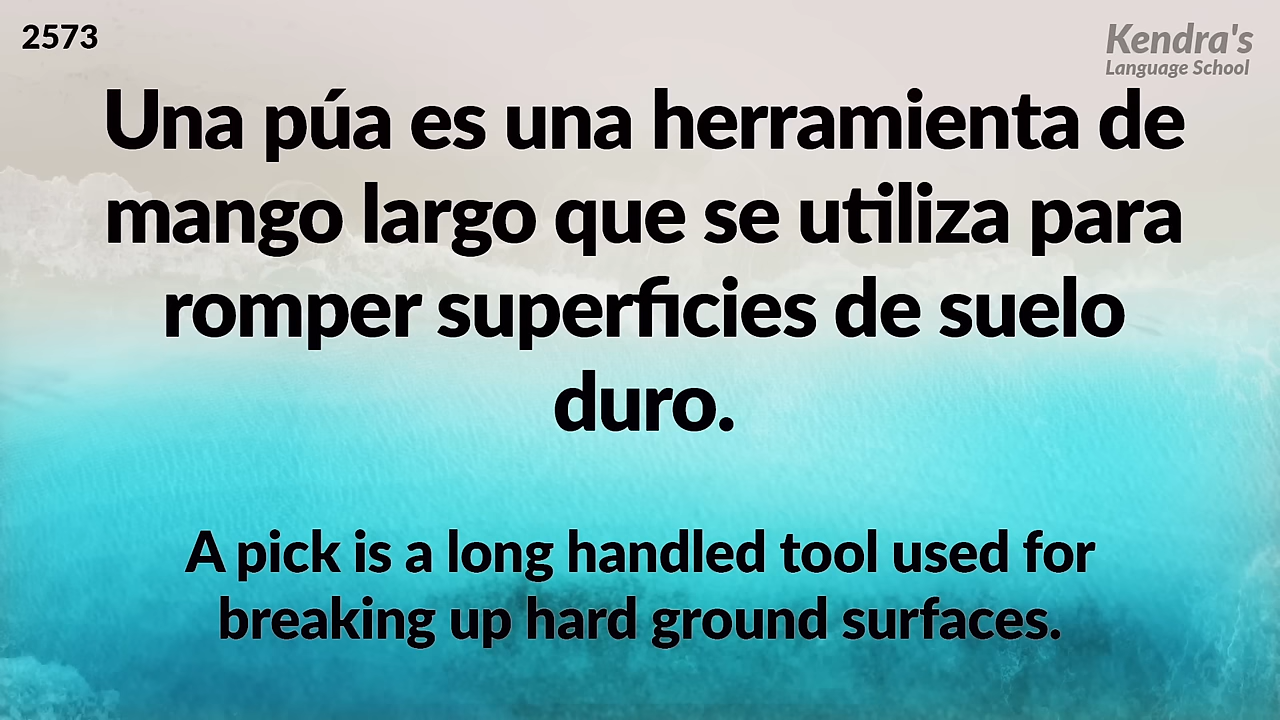 2573
Kendra's
Language School
Una púa es una herramienta de
mango largo que se utiliza para
romper superficies de suelo
duro.
A pick is a long handled tool used for
breaking up hard ground surfaces.